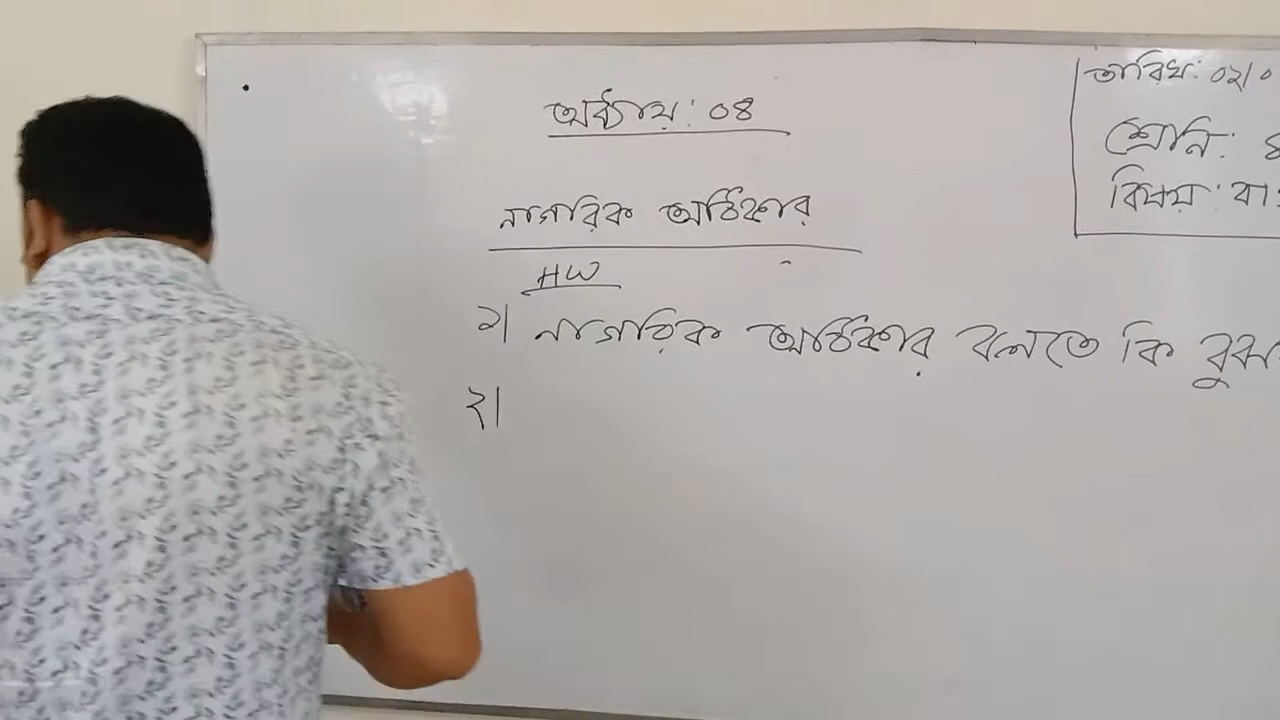 অধ্যায়: ০৪
নাগরিক অধিকার
HW
১। নাগরিক অধিকার বলতে কি
২।
তারিখ: ০২/০
শ্রেনি:
বিষয়: বা